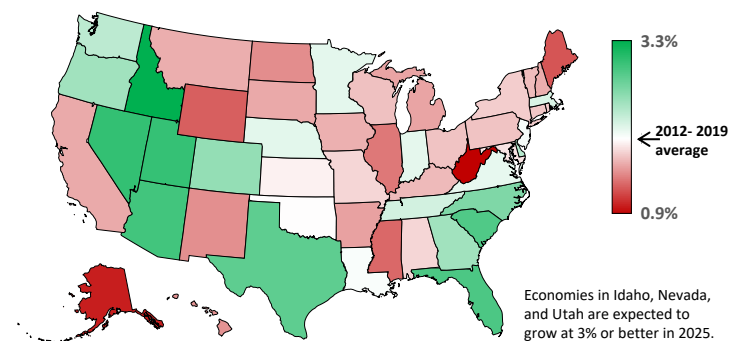 3.3%
2012- 2019
average
0.9%
Economies in Idaho, Nevada,
and Utah are expected to
grow at 3% or better in 2025.